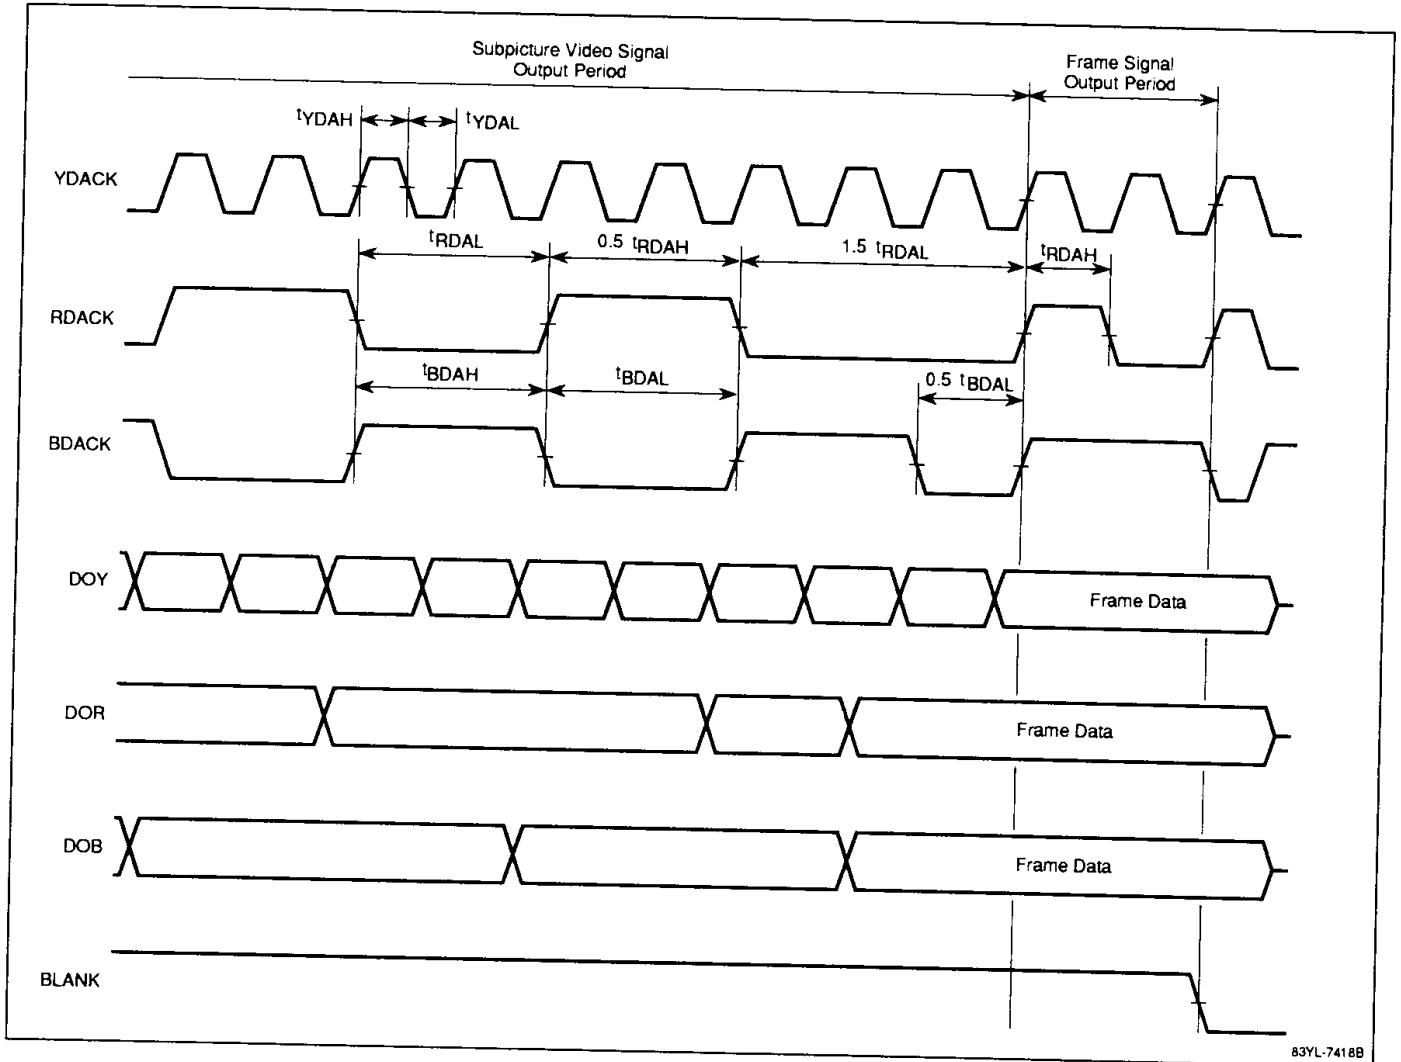 Subpicture Video Signal
Output Period
Frame Signal
Output Period
tYDAH
tYDAL
YDACK
tRDAL
0.5 tRDAH
1.5 tRDAL
tRDAH
RDACK
tBDAH
tBDAL
0.5 tBDAL
BDACK
DOY
Frame Data
DOR
Frame Data
DOB
Frame Data
BLANK
83YL-7418B